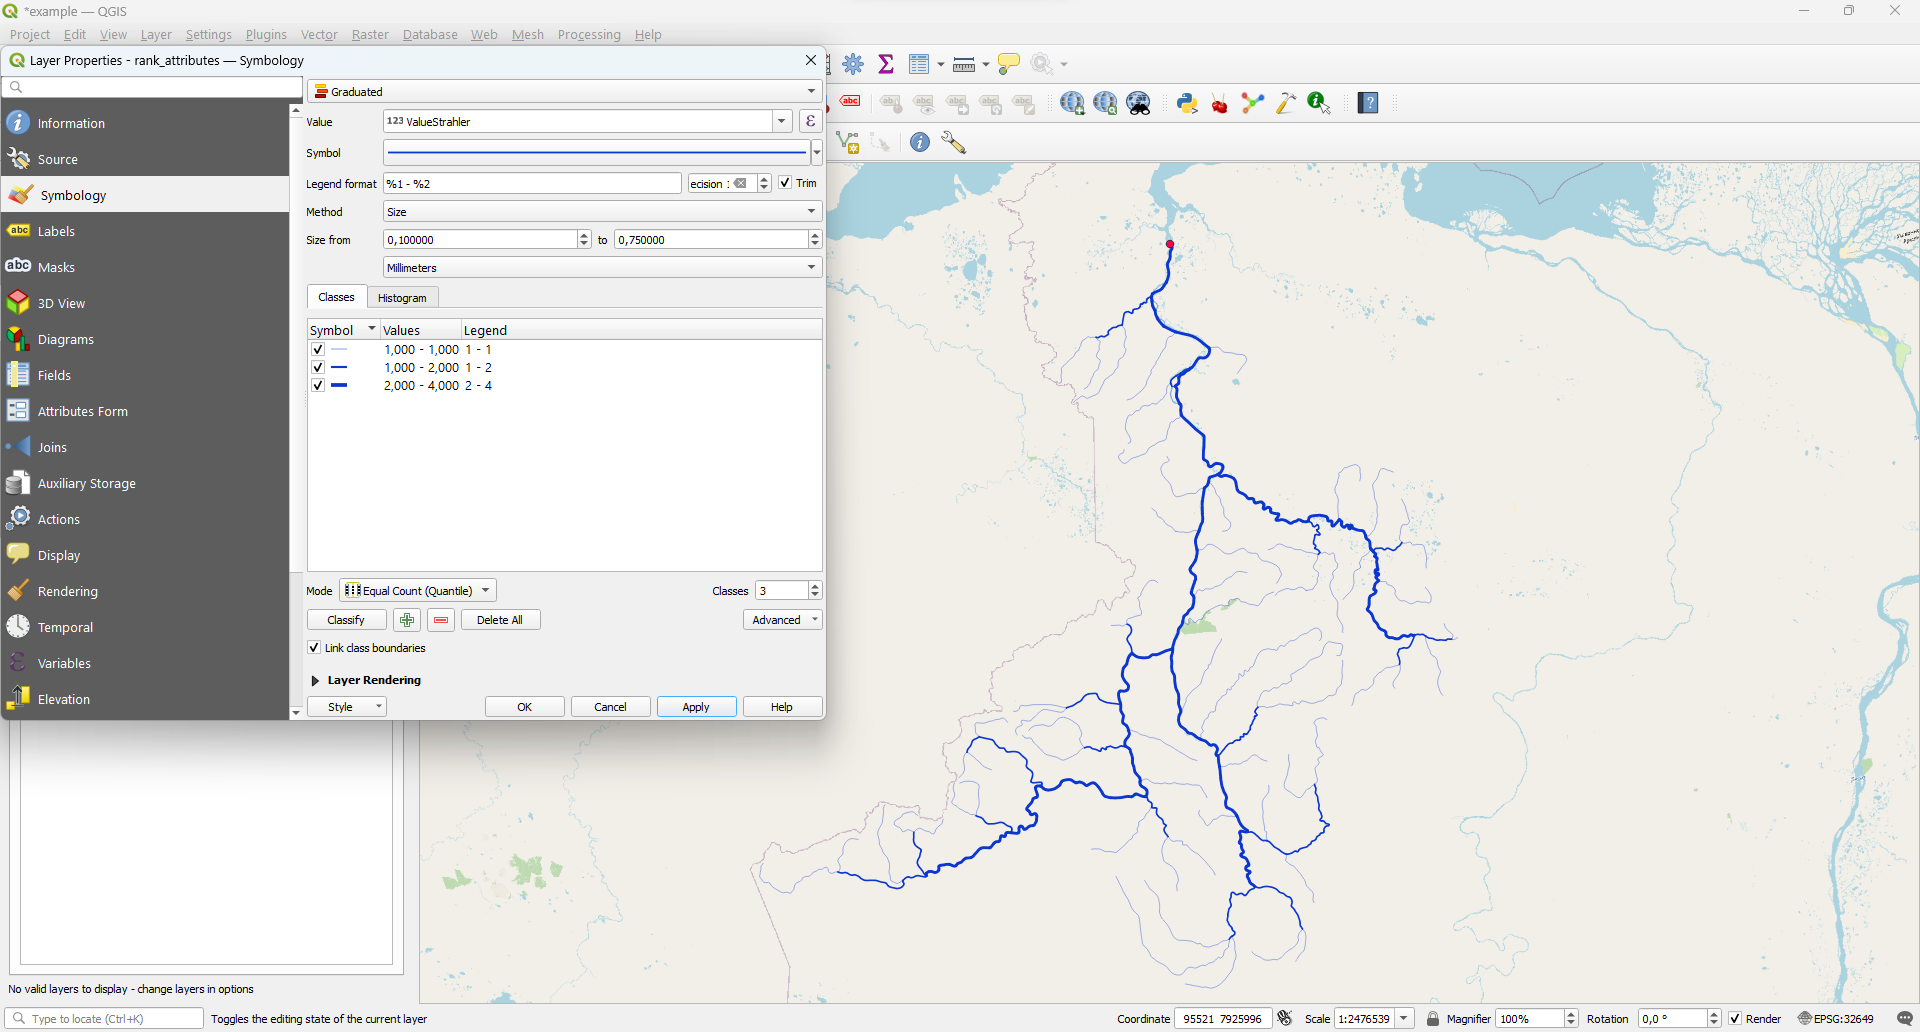 *example — QGIS
Project Edit View Layer Settings Plugins Vector Raster Database Web Mesh Processing Help
Layer Properties - rank_attributes — Symbology
Information
Source
Symbology
Labels
Masks
3D View
Diagrams
Fields
Attributes Form
Joins
Auxiliary Storage
Actions
Display
Rendering
Temporal
Variables
Elevation
Graduated
Value 123 ValueStrahler ε
Symbol
Legend format %1 - %2 ecision : Trim
Method Size
Size from 0,100000 to 0,750000
Millimeters
Classes Histogram
Symbol Values Legend
1,000 - 1,000 1 - 1
1,000 - 2,000 1 - 2
2,000 - 4,000 2 - 4
Mode Equal Count (Quantile) Classes 3
Classify Delete All Advanced
Link class boundaries
Layer Rendering
Style OK Cancel Apply Help
No valid layers to display - change layers in options
Type to locate (Ctrl+K) Toggles the editing state of the current layer Coordinate 95521 7925996 Scale 1:2476539 Magnifier 100% Rotation 0,0 ° Render EPSG:32649